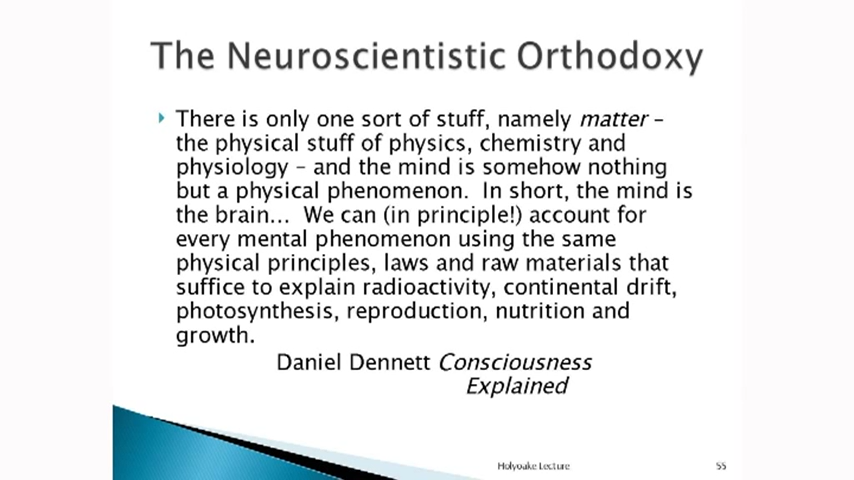 The Neuroscientistic Orthodoxy
There is only one sort of stuff, namely matter –
the physical stuff of physics, chemistry and
physiology – and the mind is somehow nothing
but a physical phenomenon. In short, the mind is
the brain... We can (in principle!) account for
every mental phenomenon using the same
physical principles, laws and raw materials that
suffice to explain radioactivity, continental drift,
photosynthesis, reproduction, nutrition and
growth.
Daniel Dennett Consciousness
Explained
Holyoake Lecture
55